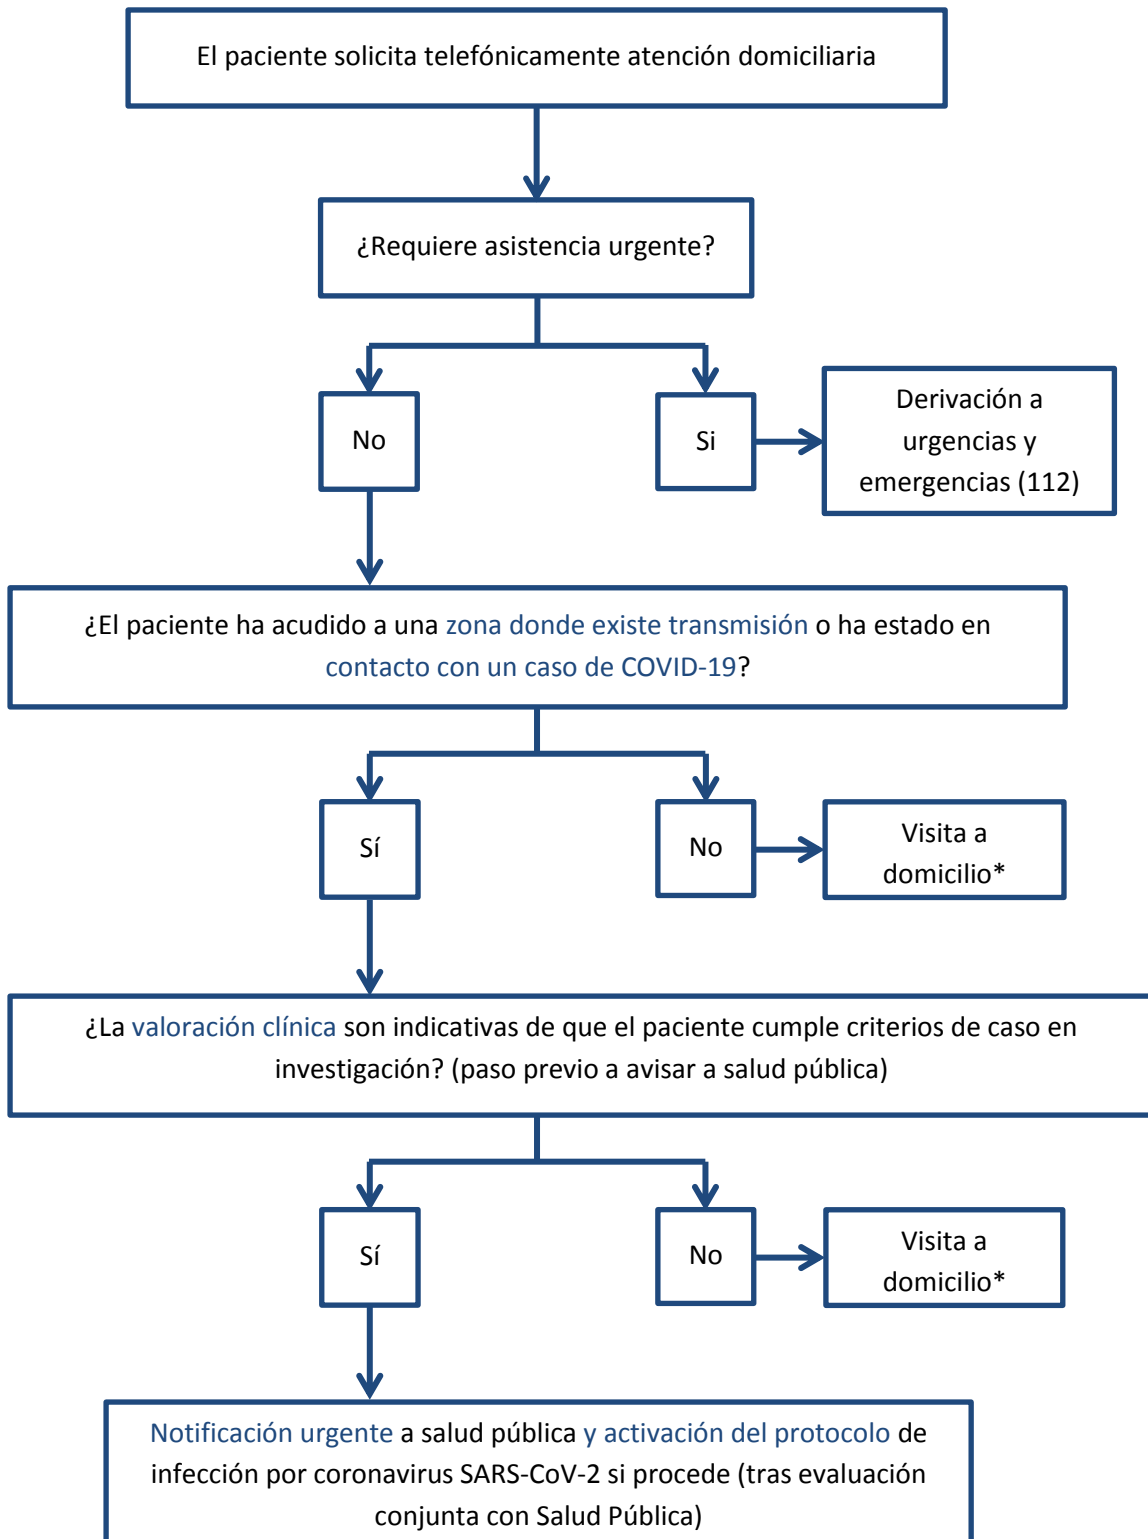 El paciente solicita telefónicamente atención domiciliaria
¿Requiere asistencia urgente?
No
Si
Derivación a
urgencias y
emergencias (112)
¿El paciente ha acudido a una zona donde existe transmisión o ha estado en
contacto con un caso de COVID-19?
Sí
No
Visita a
domicilio*
¿La valoración clínica son indicativas de que el paciente cumple criterios de caso en
investigación? (paso previo a avisar a salud pública)
Sí
No
Visita a
domicilio*
Notificación urgente a salud pública y activación del protocolo de
infección por coronavirus SARS-CoV-2 si procede (tras evaluación
conjunta con Salud Pública)